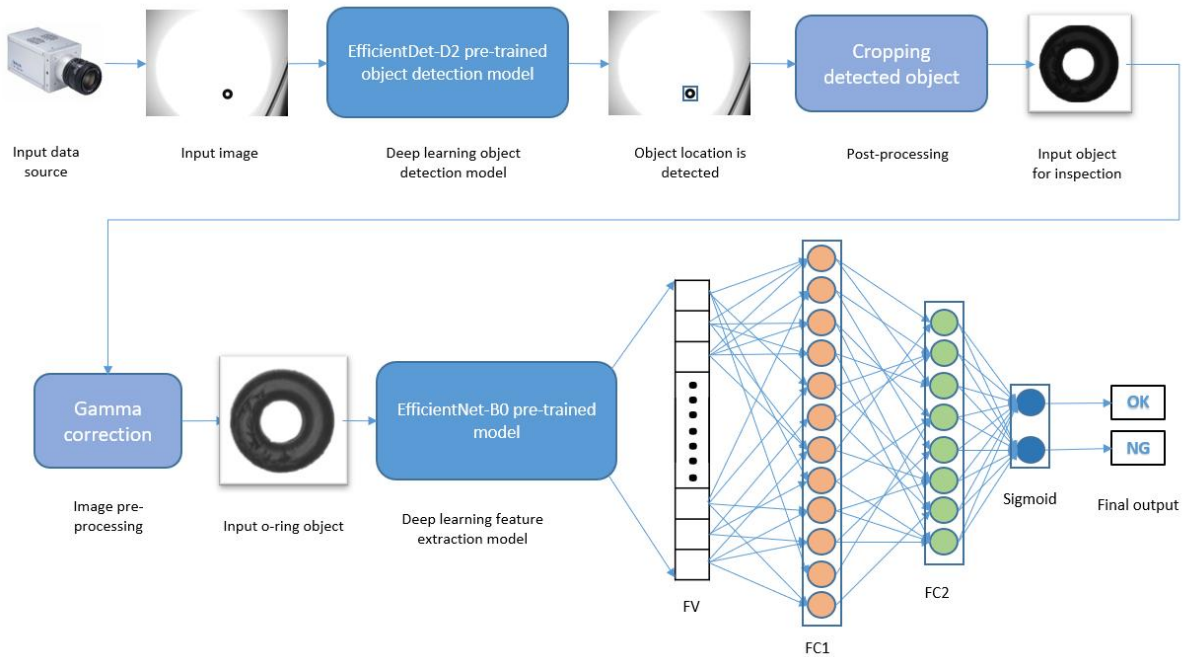 EfficientDet-D2 pre-trained
object detection model
Cropping
detected object
Input data
source
Input image
Deep learning object
detection model
Object location is
detected
Post-processing
Input object
for inspection
Gamma
correction
EfficientNet-B0 pre-trained
model
OK
NG
Image pre-
processing
Input o-ring object
Deep learning feature
extraction model
Sigmoid
Final output
FV
FC2
FC1